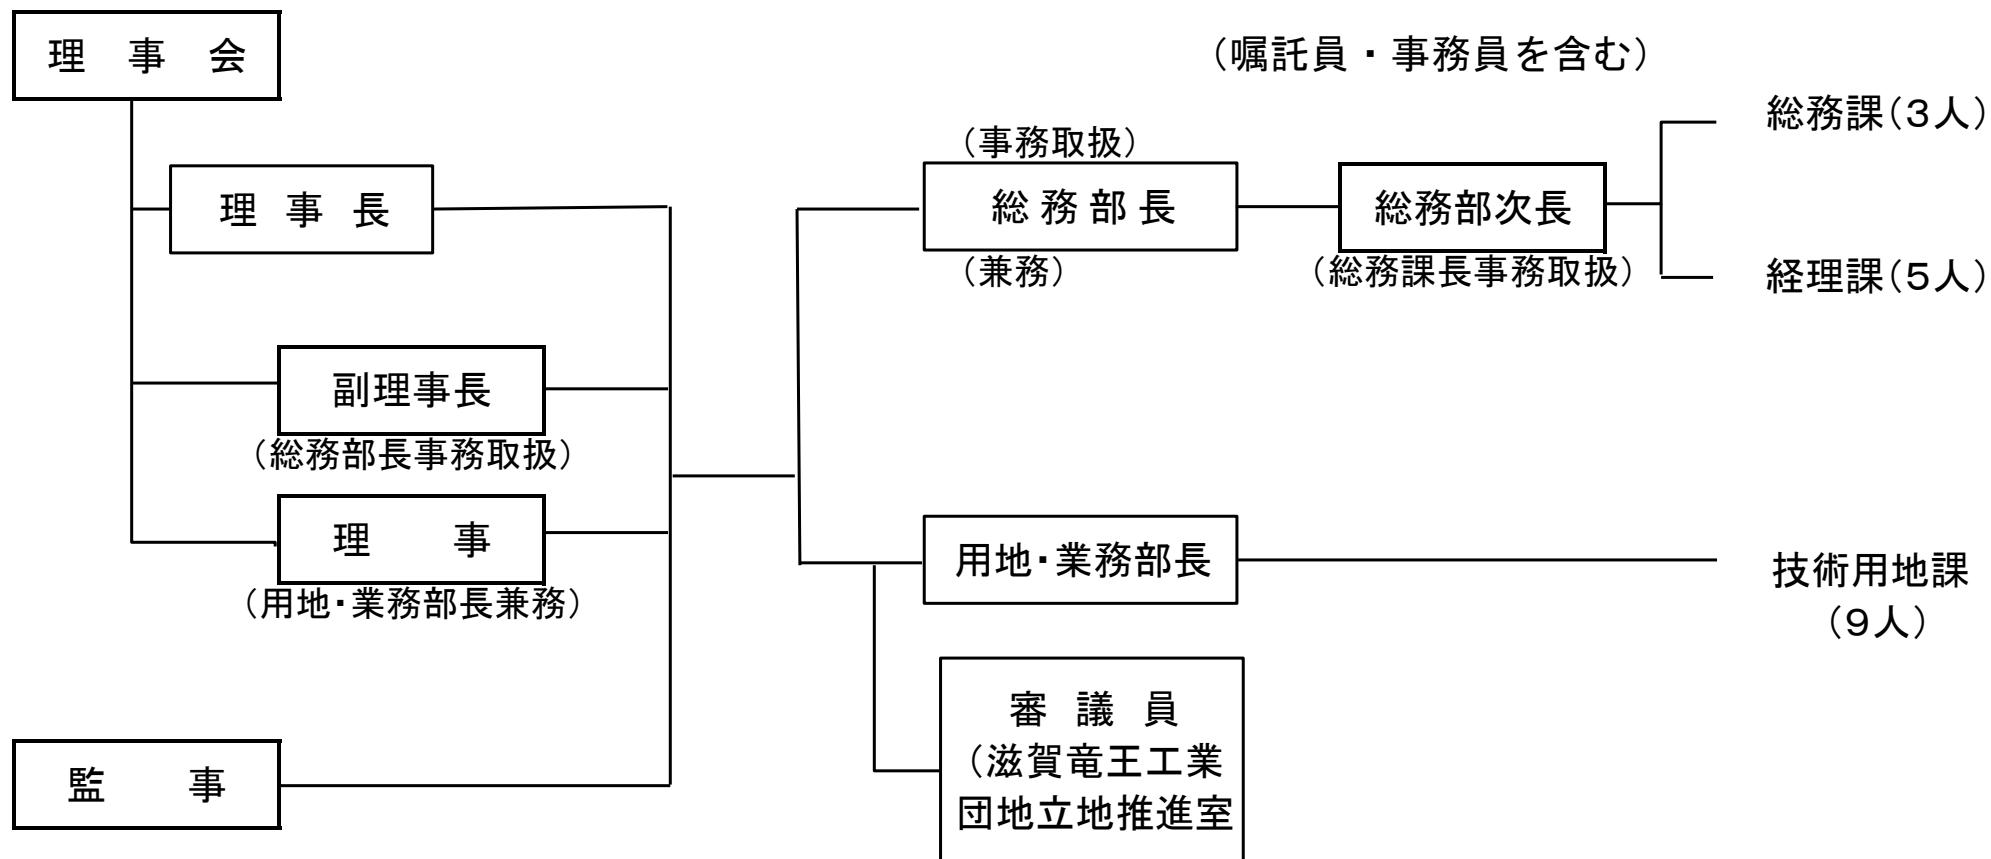 理事会
（嘱託員・事務員を含む）
総務課（3人）
（事務取扱）
理事長
総務部長
総務部次長
（兼務）
（総務課長事務取扱）
経理課（5人）
副理事長
（総務部長事務取扱）
理事
（用地・業務部長兼務）
用地・業務部長
技術用地課
（9人）
審議員
（滋賀竜王工業
団地立地推進室
監事